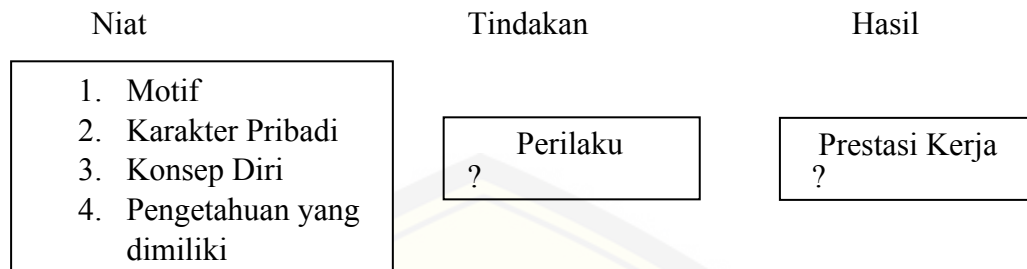 Niat Tindakan Hasil
1. Motif
2. Karakter Pribadi
3. Konsep Diri
4. Pengetahuan yang
dimiliki
Perilaku
?
Prestasi Kerja
?